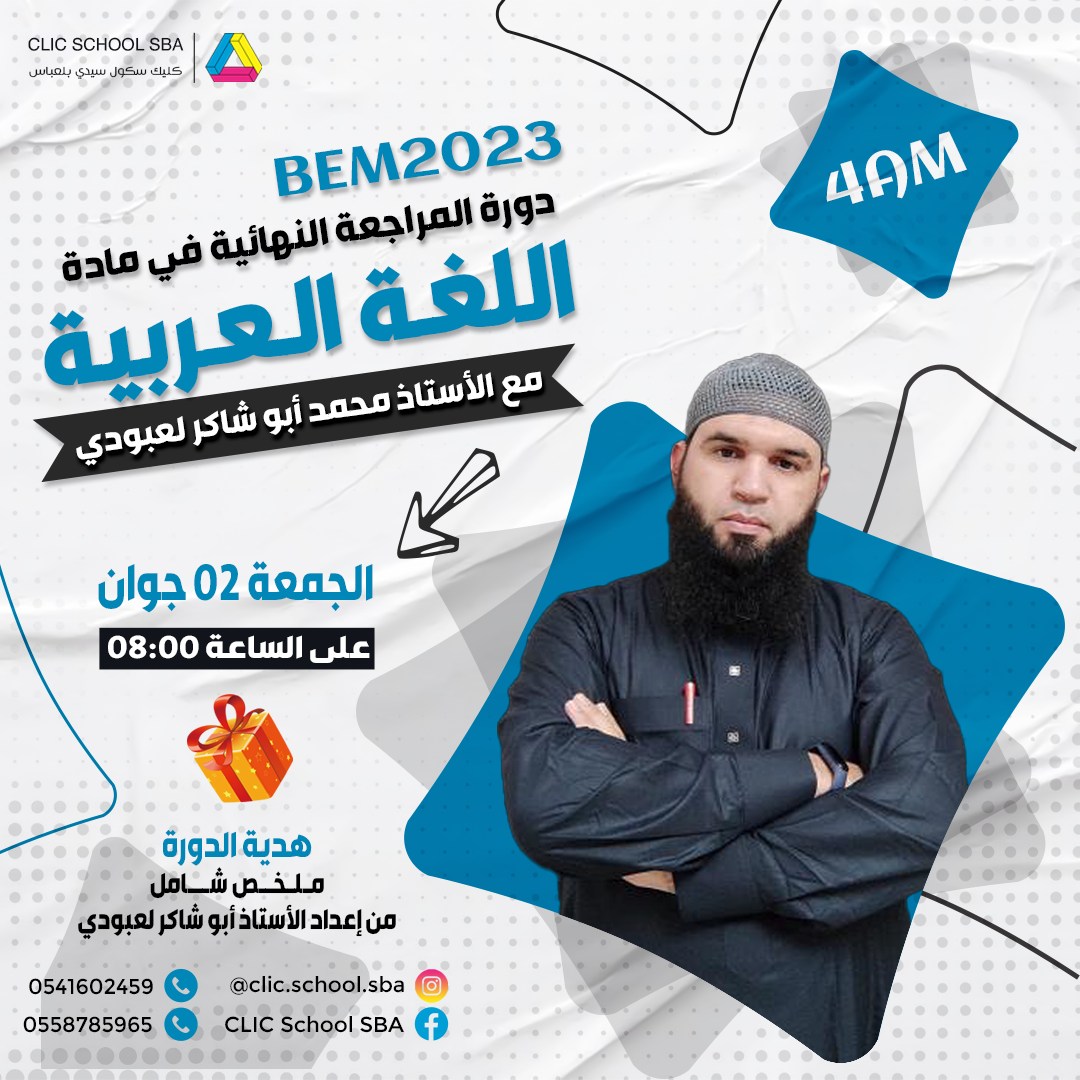 CLIC SCHOOL SBA
كليك سكول سيدي بلعباس
4AM
BEM2023
دورة المراجعة النهائية في مادة
اللغة العربية
مع الأستاذ محمد أبو شاكر لعبودي
الجمعة 02 جوان
على الساعة 08:00
هدية الدورة
ملخص شامل
من إعداد الأستاذ أبو شاكر لعبودي
0541602459
@clic.school.sba
0558785965
CLIC School SBA